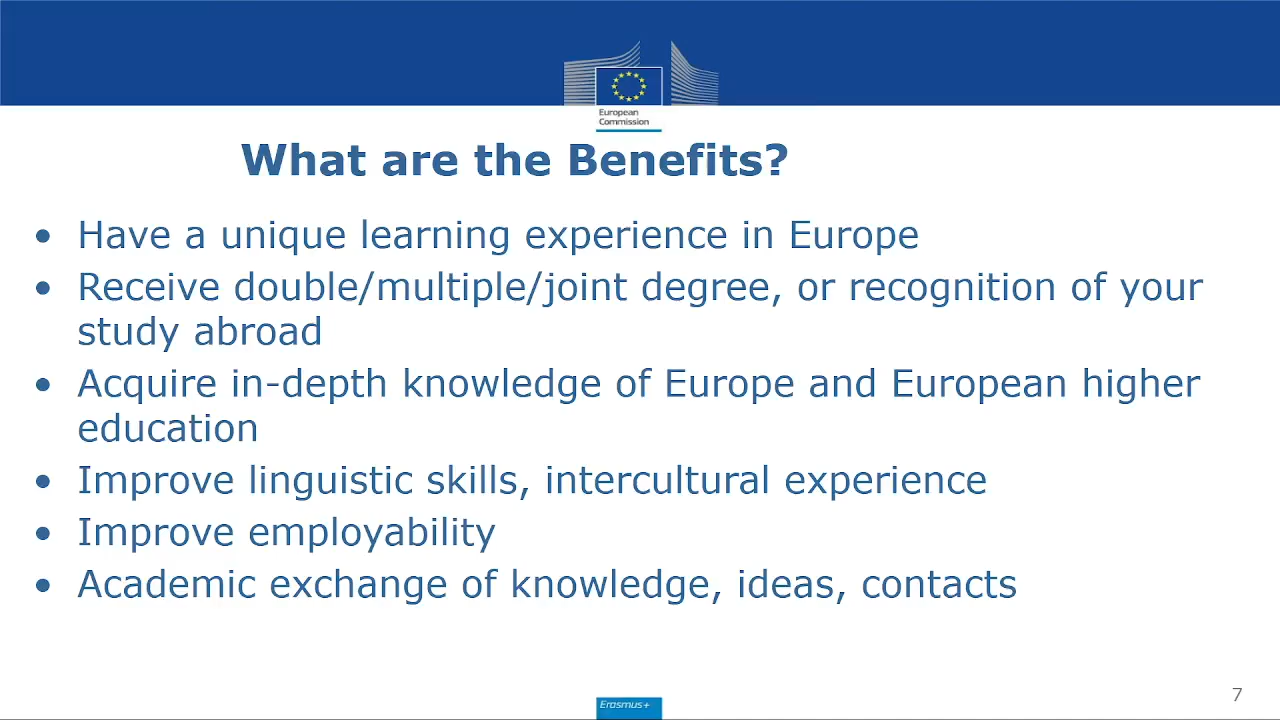 European
Commission
What are the Benefits?
• Have a unique learning experience in Europe
• Receive double/multiple/joint degree, or recognition of your
study abroad
• Acquire in-depth knowledge of Europe and European higher
education
• Improve linguistic skills, intercultural experience
• Improve employability
• Academic exchange of knowledge, ideas, contacts
Erasmus+
7